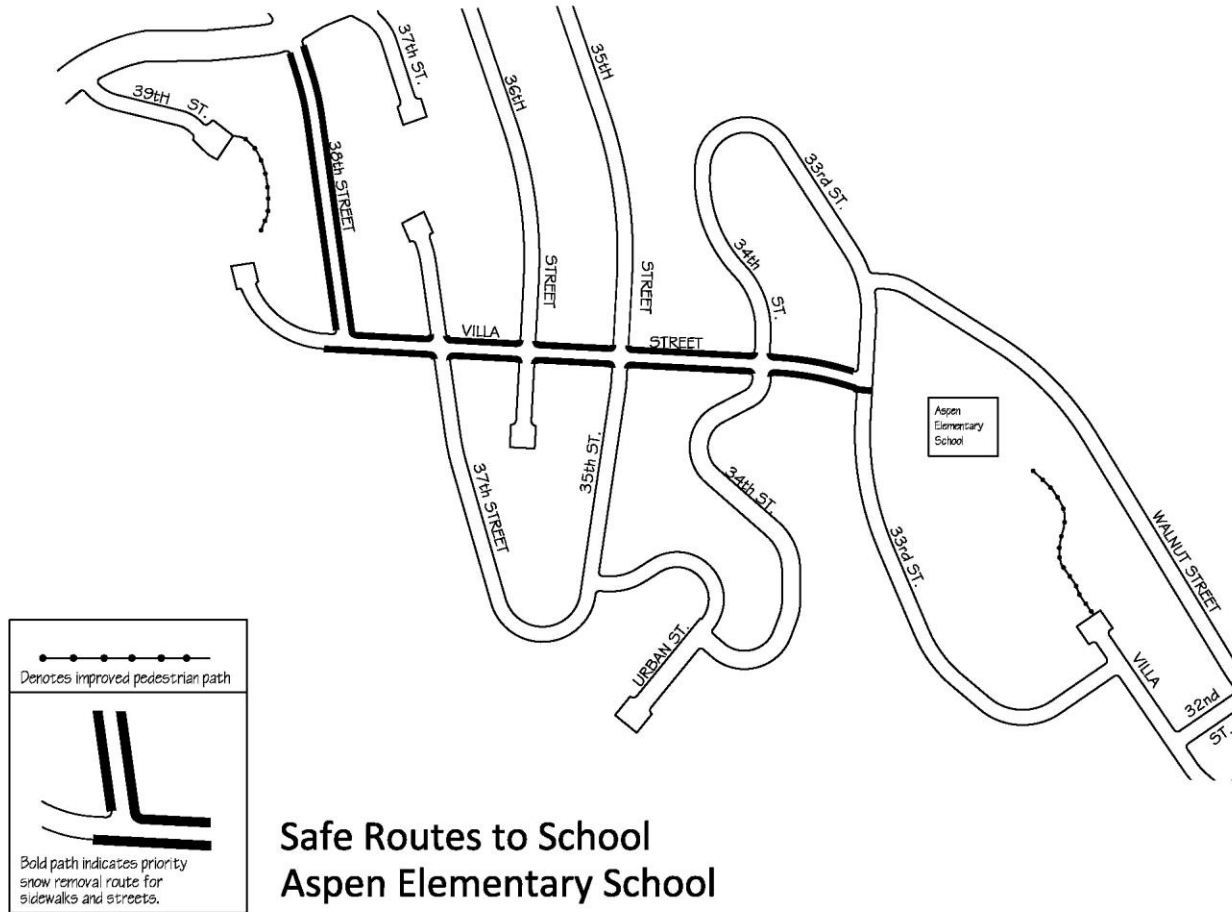 37th ST.
36tH
35tH
39tH ST.
38th STREET
33rd ST.
34th
ST.
STREET
STREET
VILLA
STREET
Aspen
Elementary
School
35th ST.
37th STREET
34th ST.
33rd ST.
WALNUT STREET
URBAN ST.
VILLA
32nd
ST.
Denotes improved pedestrian path
Bold path indicates priority
snow removal route for
sidewalks and streets.
Safe Routes to School
Aspen Elementary School